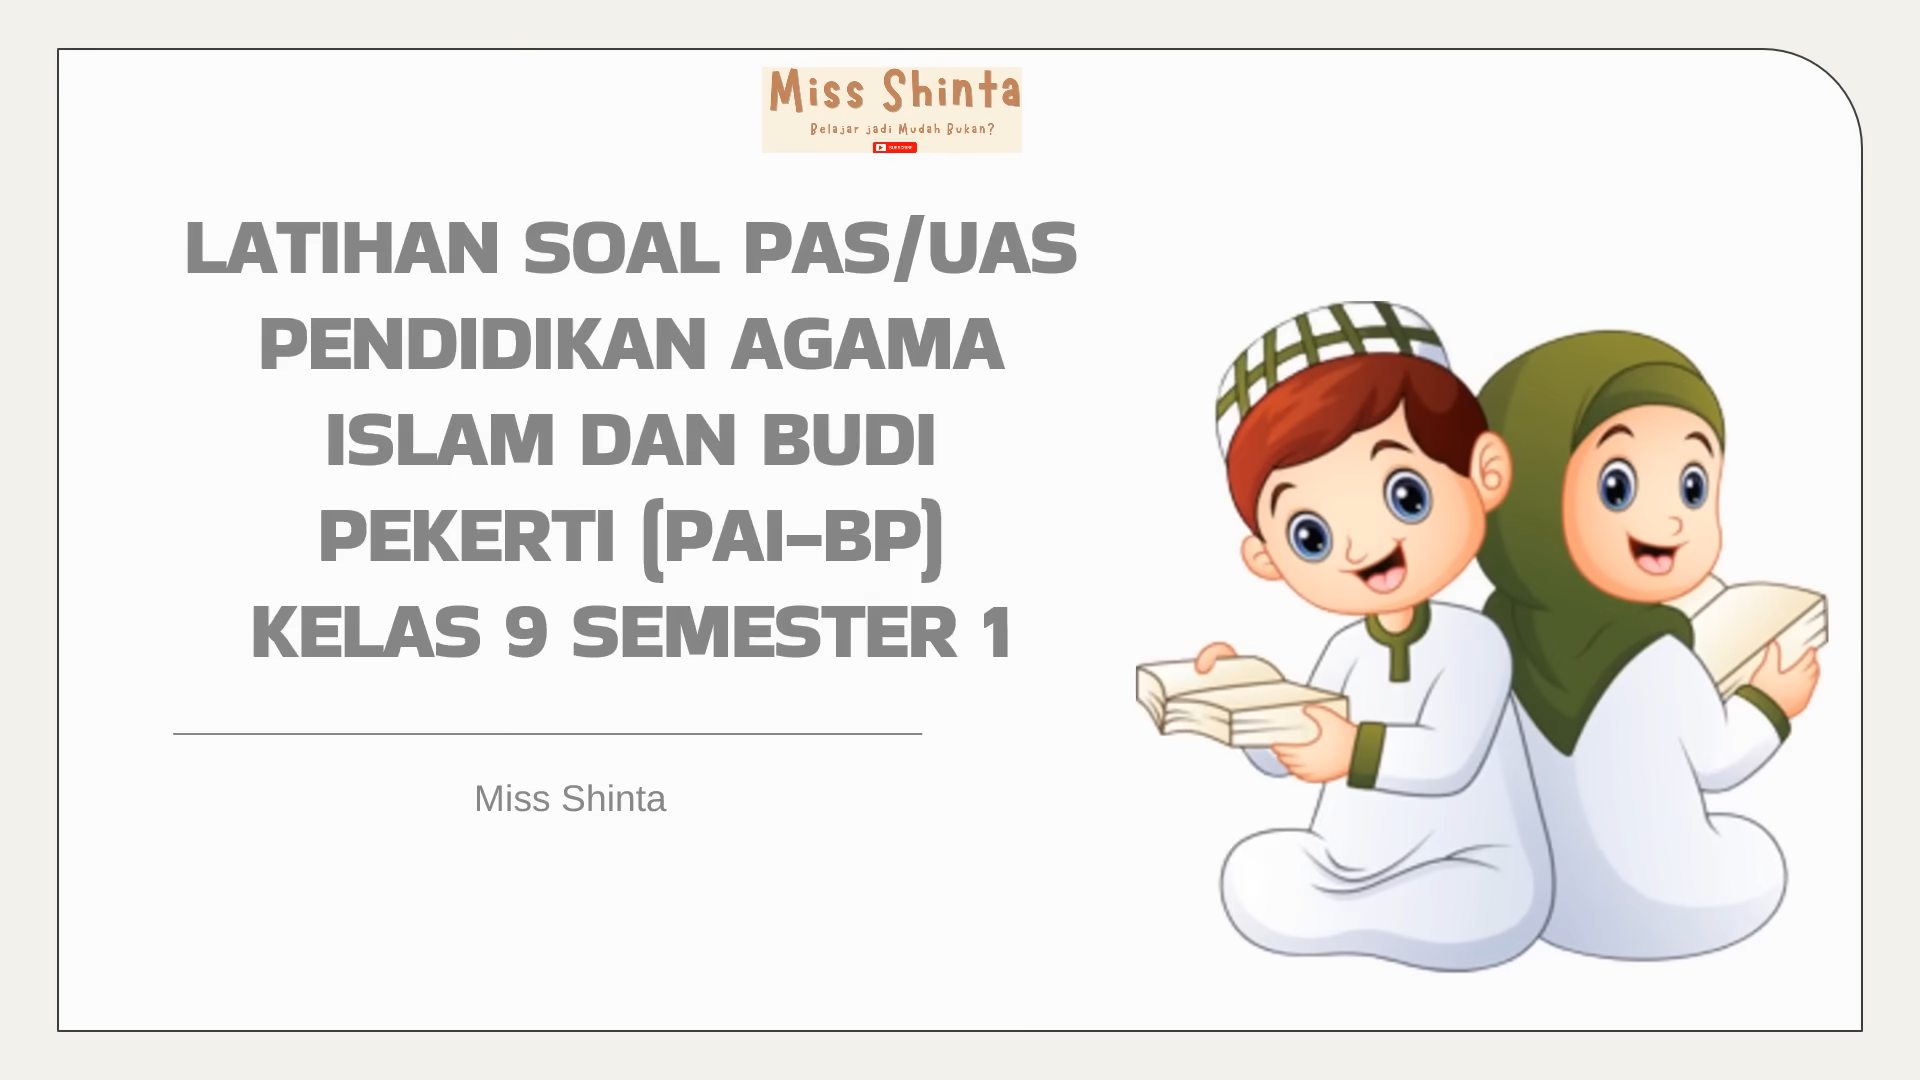 Miss Shinta
Belajar jadi Mudah Bukan?
SUBSCRIBE
LATIHAN SOAL PAS/UAS
PENDIDIKAN AGAMA
ISLAM DAN BUDI
PEKERTI (PAI-BP)
KELAS 9 SEMESTER 1
Miss Shinta